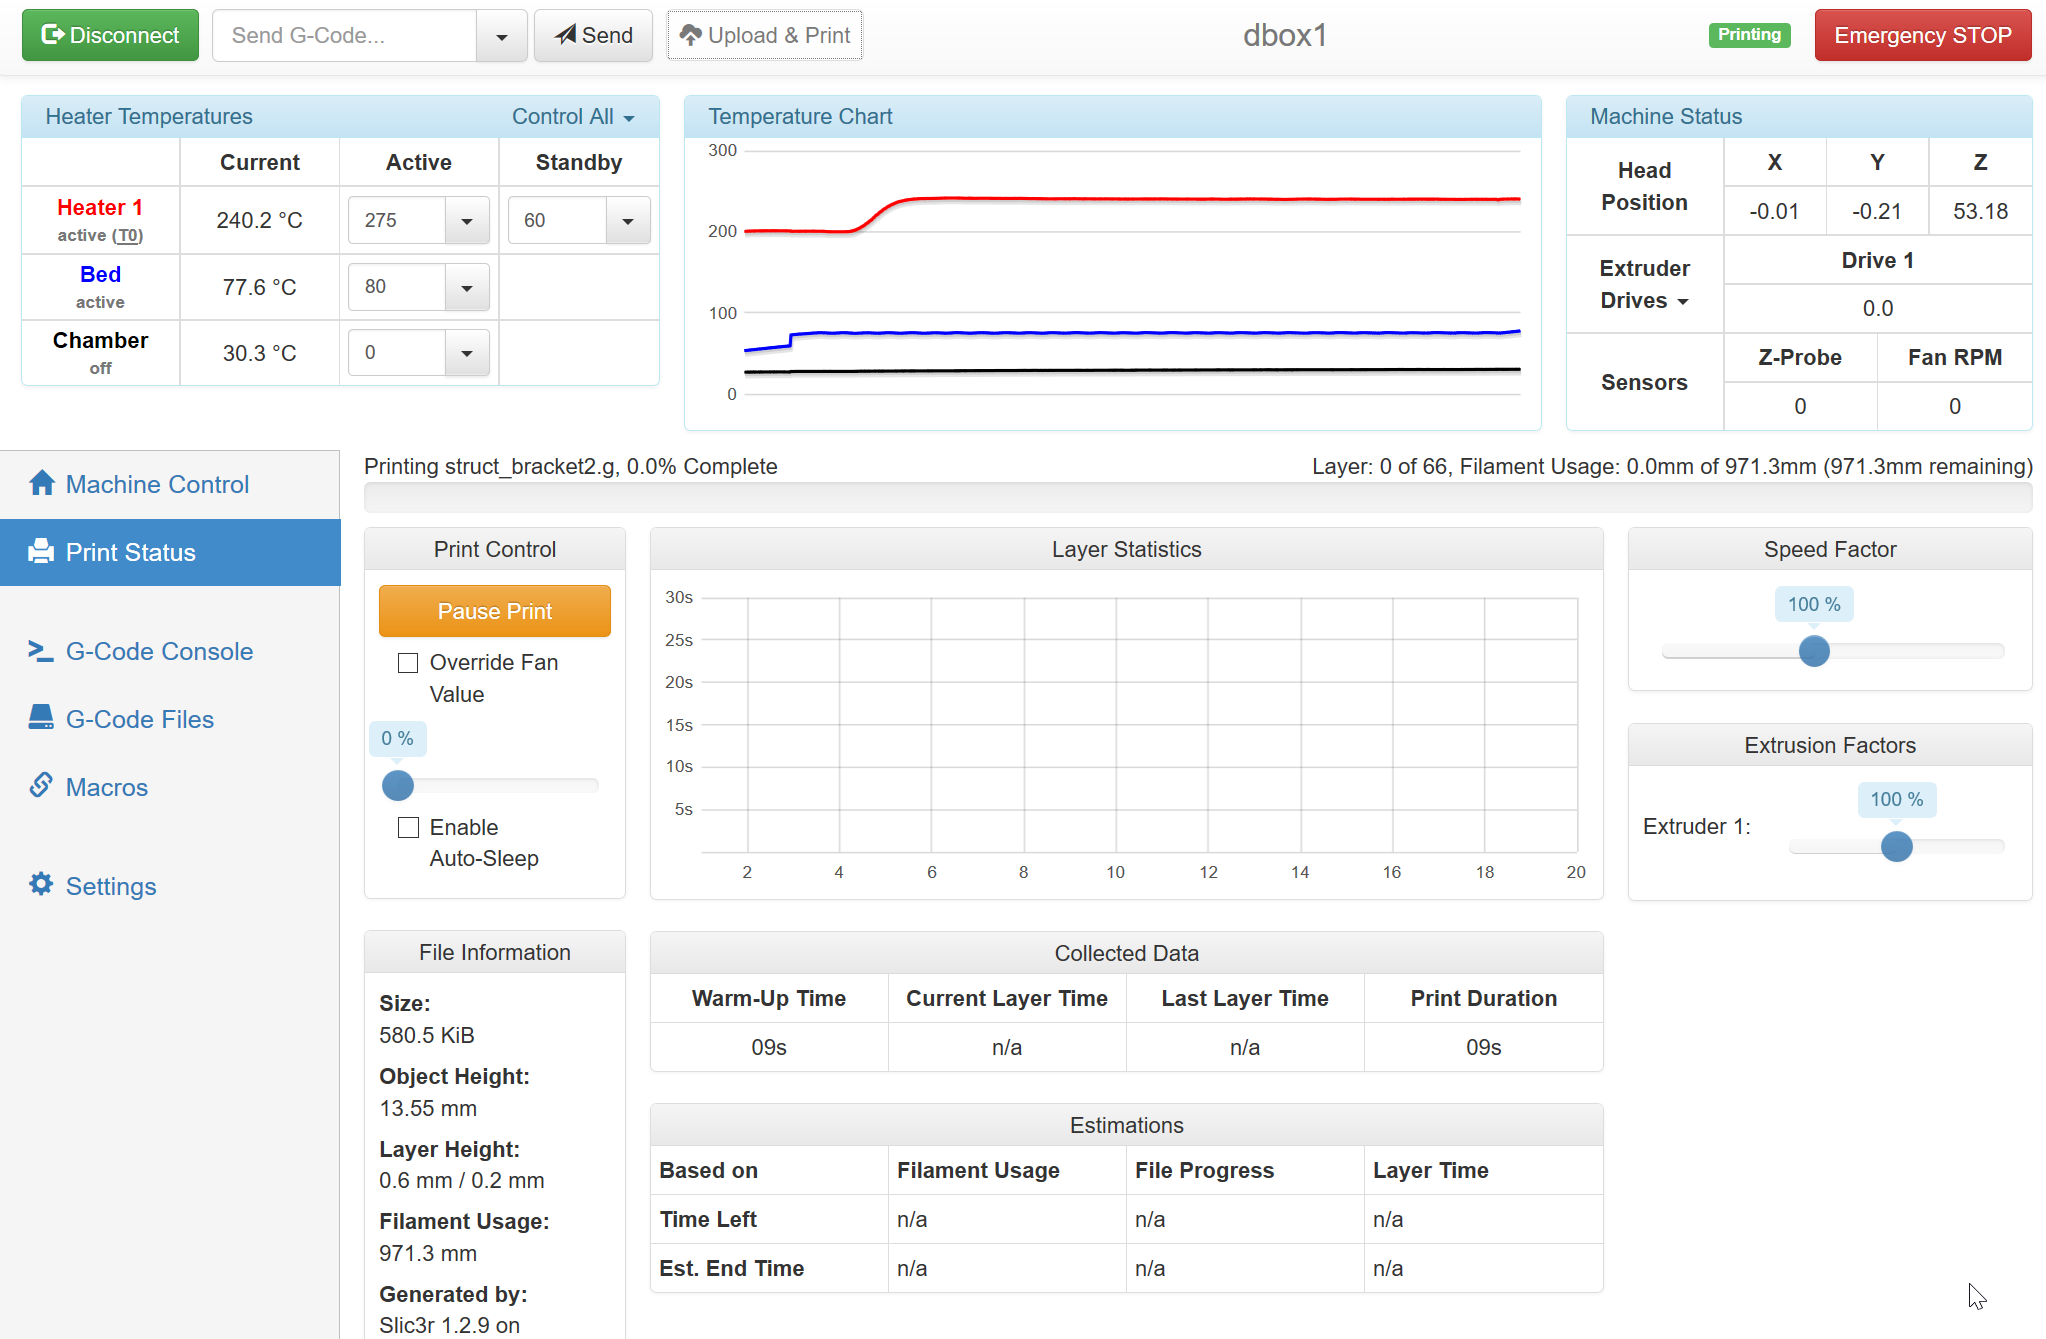 Disconnect
Send G-Code...
Send
Upload & Print
dbox1
Printing
Emergency STOP
Heater Temperatures
Control All
Current Active Standby
Heater 1
active (T0)
240.2 °C 275 60
Bed
active
77.6 °C 80
Chamber
off
30.3 °C 0
Temperature Chart
300
200
100
0
Machine Status
Head
Position
X Y Z
-0.01 -0.21 53.18
Extruder
Drives
Drive 1
0.0
Sensors
Z-Probe Fan RPM
0 0
Machine Control
Print Status
G-Code Console
G-Code Files
Macros
Settings
Printing struct_bracket2.g, 0.0% Complete
Layer: 0 of 66, Filament Usage: 0.0mm of 971.3mm (971.3mm remaining)
Print Control
Pause Print
Override Fan
Value
0 %
Enable
Auto-Sleep
Layer Statistics
30s
25s
20s
15s
10s
5s
2 4 6 8 10 12 14 16 18 20
Speed Factor
100 %
Extrusion Factors
100 %
Extruder 1:
File Information
Size:
580.5 KiB
Object Height:
13.55 mm
Layer Height:
0.6 mm / 0.2 mm
Filament Usage:
971.3 mm
Generated by:
Slic3r 1.2.9 on
Collected Data
Warm-Up Time Current Layer Time Last Layer Time Print Duration
09s n/a n/a 09s
Estimations
Based on Filament Usage File Progress Layer Time
Time Left n/a n/a n/a
Est. End Time n/a n/a n/a